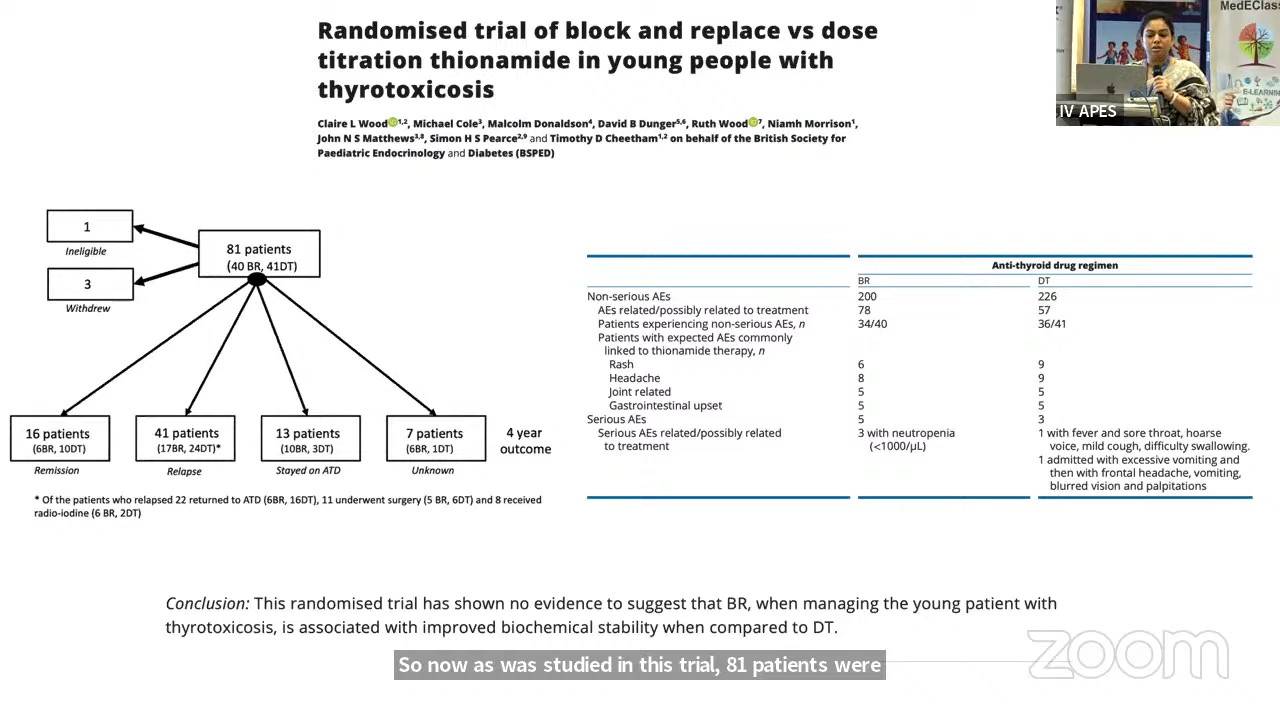 Randomised trial of block and replace vs dose
titration thionamide in young people with
thyrotoxicosis
Claire L Wood 1,2, Michael Cole3, Malcolm Donaldson4, David B Dunger5,6, Ruth Wood 7, Niamh Morrison1,
John N S Matthews3,8, Simon H S Pearce2,9 and Timothy D Cheetham1,2 on behalf of the British Society for
Paediatric Endocrinology and Diabetes (BSPED)
MedEClass
E-LEARN
IV APES
1
Ineligible
3
Withdrew
81 patients
(40 BR, 41DT)
16 patients
(6BR, 10DT)
Remission
41 patients
(17BR, 24DT)*
Relapse
13 patients
(10BR, 3DT)
Stayed on ATD
7 patients
(6BR, 1DT)
Unknown
4 year
outcome
* Of the patients who relapsed 22 returned to ATD (6BR, 16DT), 11 underwent surgery (5 BR, 6DT) and 8 received
radio-iodine (6 BR, 2DT)
Anti-thyroid drug regimen
BR DT
Non-serious AEs 200 226
AEs related/possibly related to treatment 78 57
Patients experiencing non-serious AEs, n 34/40 36/41
Patients with expected AEs commonly
linked to thionamide therapy, n
Rash 6 9
Headache 8 9
Joint related 5 5
Gastrointestinal upset 5 5
Serious AEs 5 3
Serious AEs related/possibly related 3 with neutropenia 1 with fever and sore throat, hoarse
to treatment (<1000/µL) voice, mild cough, difficulty swallowing.
1 admitted with excessive vomiting and
then with frontal headache, vomiting,
blurred vision and palpitations
Conclusion: This randomised trial has shown no evidence to suggest that BR, when managing the young patient with
thyrotoxicosis, is associated with improved biochemical stability when compared to DT.
zoom
So now as was studied in this trial, 81 patients were